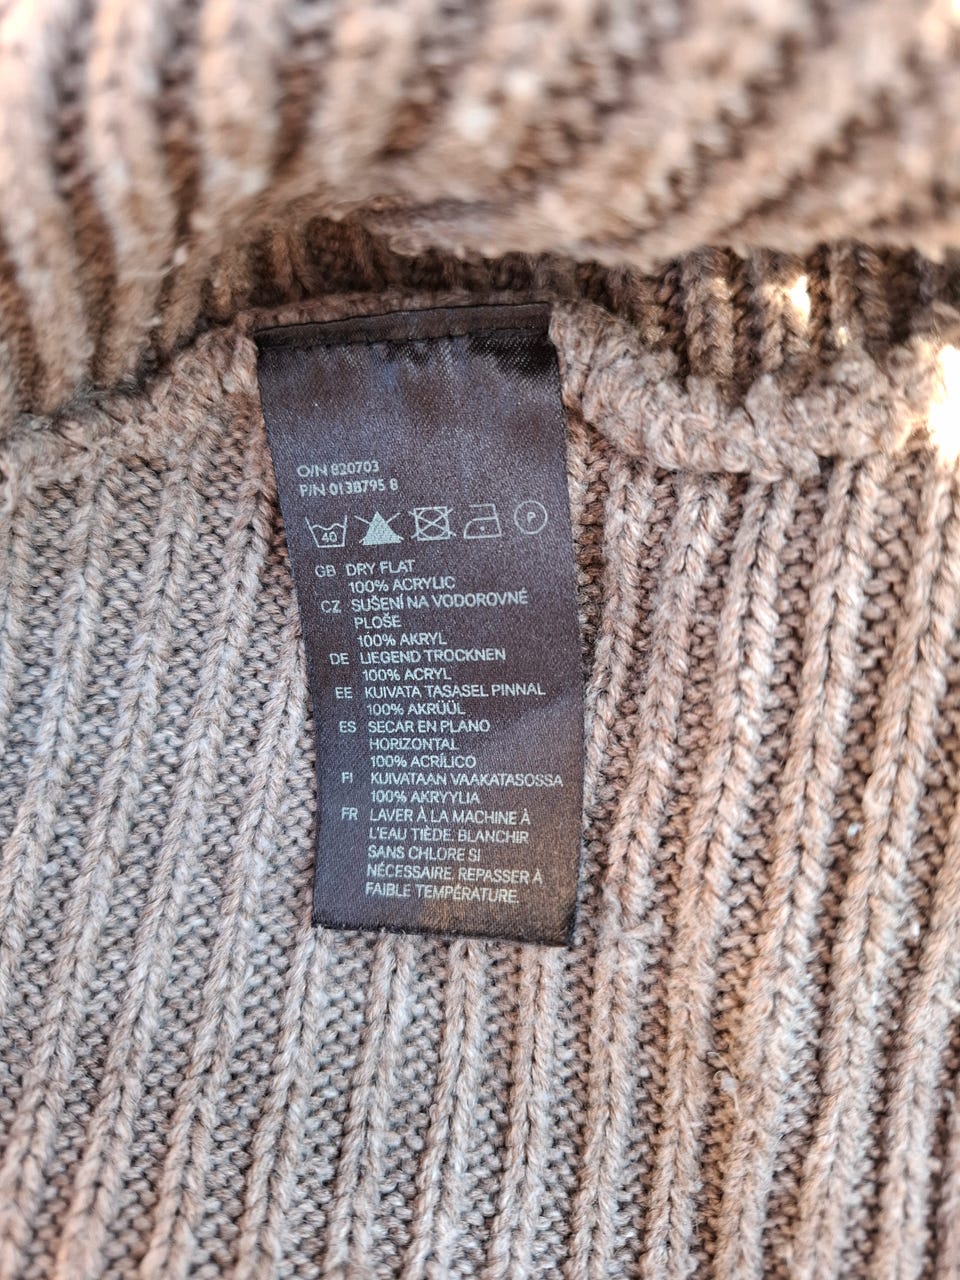 O/N 820703
P/N 0138795 8
40 P
GB DRY FLAT
100% ACRYLIC
CZ SUŠENÍ NA VODOROVNÉ
PLOŠE
100% AKRYL
DE LIEGEND TROCKNEN
100% ACRYL
EE KUIVATA TASASEL PINNAL
100% AKRÜÜL
ES SECAR EN PLANO
HORIZONTAL
100% ACRÍLICO
FI KUIVATAAN VAAKATASOSSA
100% AKRYYLIA
FR LAVER À LA MACHINE À
L'EAU TIÈDE. BLANCHIR
SANS CHLORE SI
NÉCESSAIRE. REPASSER À
FAIBLE TEMPÉRATURE.